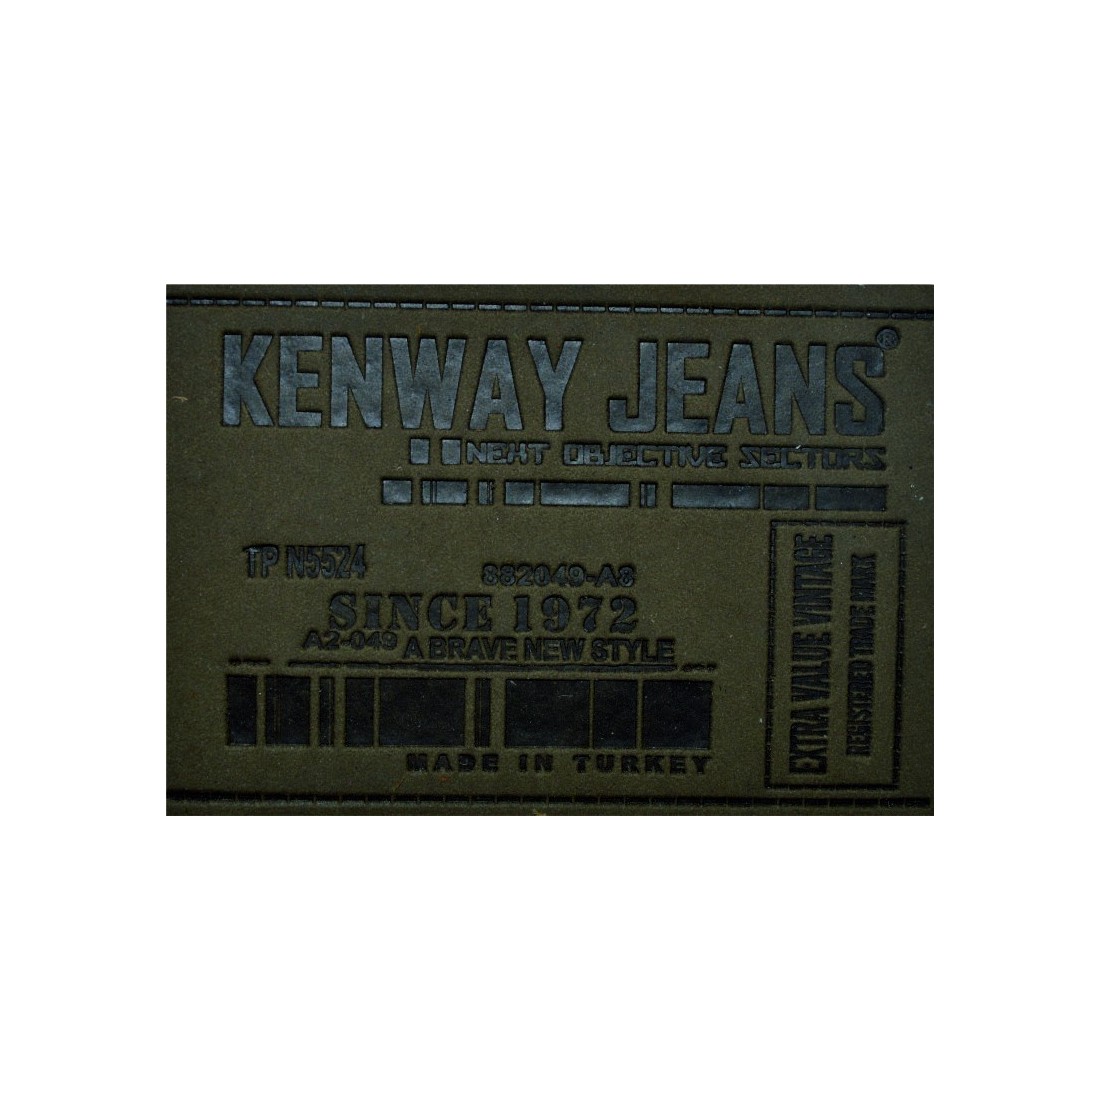 KENWAY JEANS®
NEXT OBJECTIVE SECTORS
TP N5524
882049-A8
SINCE 1972
A2-049
A BRAVE NEW STYLE
MADE IN TURKEY
EXTRA VALUE VINTAGE
REGISTERED TRADE MARK